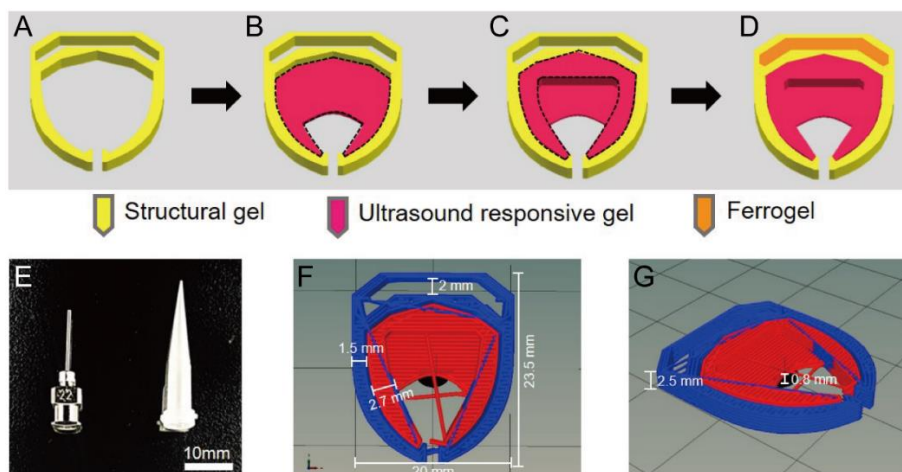 A
B
C
D
Structural gel
Ultrasound responsive gel
Ferrogel
E
22
10mm
F
2 mm
1.5 mm
2.7 mm
23.5 mm
20 mm
G
2.5 mm
0.8 mm